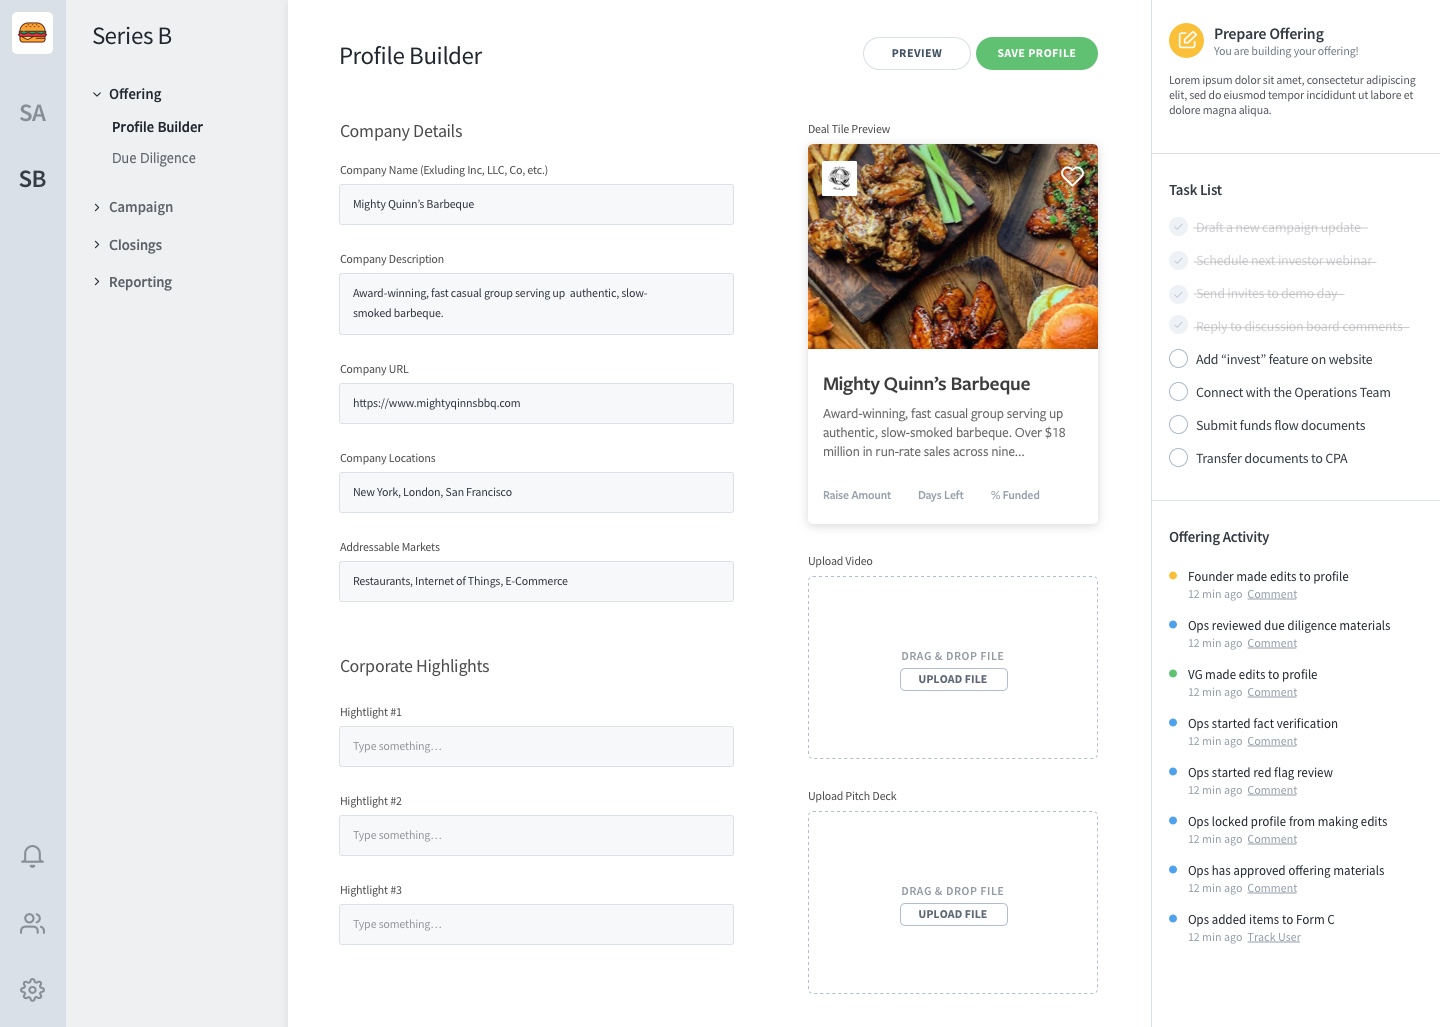 SA
SB
Series B
Offering
Profile Builder
Due Diligence
Campaign
Closings
Reporting
Profile Builder
PREVIEW
SAVE PROFILE
Company Details
Company Name (Exluding Inc, LLC, Co, etc.)
Mighty Quinn’s Barbeque
Company Description
Award-winning, fast casual group serving up authentic, slow-
smoked barbeque.
Company URL
https://www.mightyqinnsbbq.com
Company Locations
New York, London, San Francisco
Addressable Markets
Restaurants, Internet of Things, E-Commerce
Corporate Highlights
Hightlight #1
Type something…
Hightlight #2
Type something…
Hightlight #3
Type something…
Deal Tile Preview
Mighty Quinn’s Barbeque
Award-winning, fast casual group serving up
authentic, slow-smoked barbeque. Over $18
million in run-rate sales across nine…
Raise Amount
Days Left
% Funded
Upload Video
DRAG & DROP FILE
UPLOAD FILE
Upload Pitch Deck
DRAG & DROP FILE
UPLOAD FILE
Prepare Offering
You are building your offering!
Lorem ipsum dolor sit amet, consectetur adipiscing
elit, sed do eiusmod tempor incididunt ut labore et
dolore magna aliqua.
Task List
Draft a new campaign update
Schedule next investor webinar
Send invites to demo day
Reply to discussion board comments
Add “invest” feature on website
Connect with the Operations Team
Submit funds flow documents
Transfer documents to CPA
Offering Activity
Founder made edits to profile
12 min ago Comment
Ops reviewed due diligence materials
12 min ago Comment
VG made edits to profile
12 min ago Comment
Ops started fact verification
12 min ago Comment
Ops started red flag review
12 min ago Comment
Ops locked profile from making edits
12 min ago Comment
Ops has approved offering materials
12 min ago Comment
Ops added items to Form C
12 min ago Track User